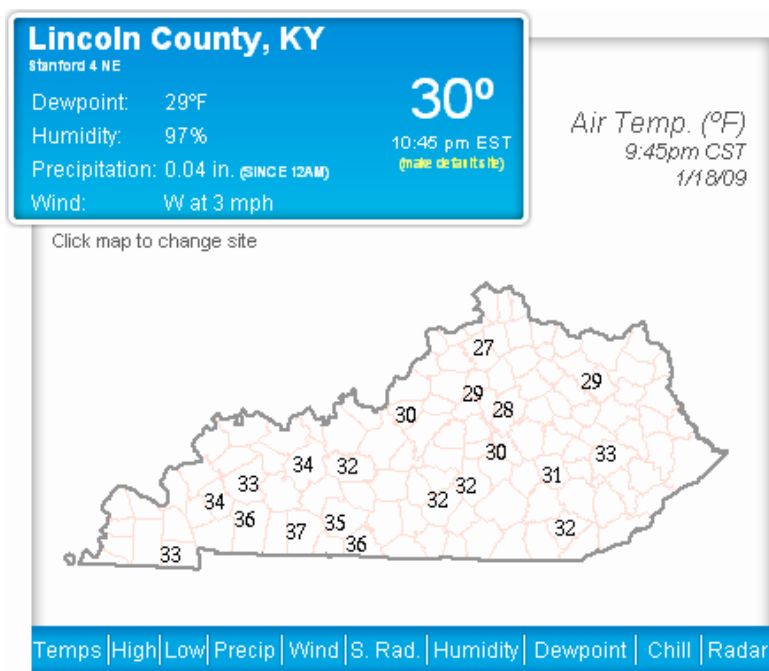 Lincoln County, KY
Stanford 4 NE
Dewpoint: 29ºF
Humidity: 97%
Precipitation: 0.04 in. (SINCE 12AM)
Wind: W at 3 mph
30º
10:45 pm EST
(make default site)
Air Temp. (ºF)
9:45pm CST
1/18/09
Click map to change site
27
29
29
30
28
30
33
34
32
31
33
32
34
32
36
35
37
32
36
33
Temps High Low Precip Wind S. Rad. Humidity Dewpoint Chill Radar